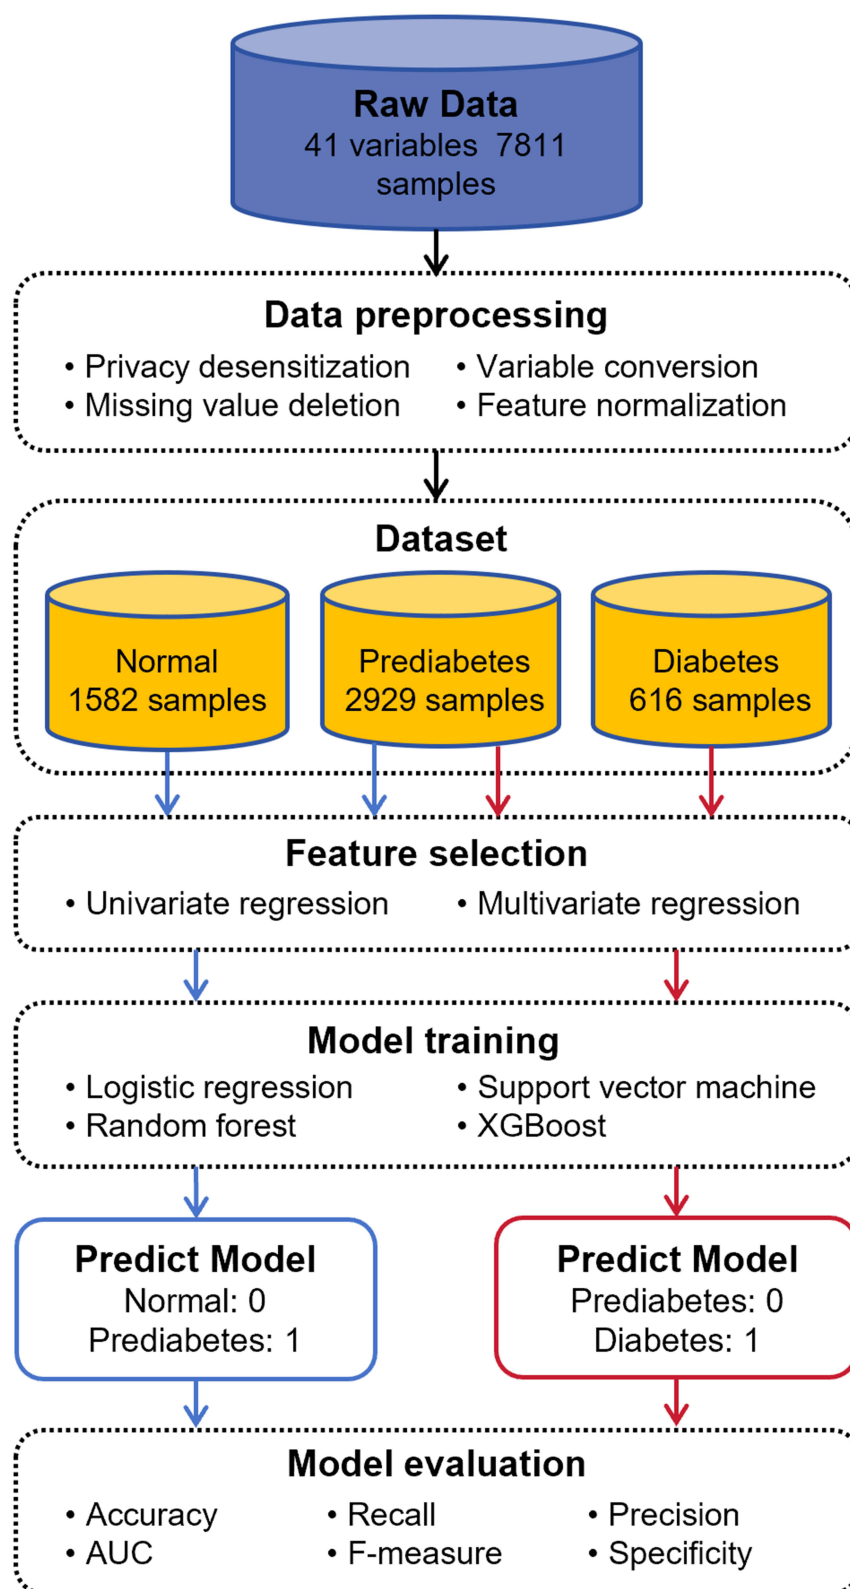 Raw Data
41 variables 7811
samples
Data preprocessing
• Privacy desensitization • Variable conversion
• Missing value deletion • Feature normalization
Dataset
Normal Prediabetes Diabetes
1582 samples 2929 samples 616 samples
Feature selection
• Univariate regression • Multivariate regression
Model training
• Logistic regression • Support vector machine
• Random forest • XGBoost
Predict Model
Normal: 0
Prediabetes: 1
Predict Model
Prediabetes: 0
Diabetes: 1
Model evaluation
• Accuracy • Recall • Precision
• AUC • F-measure • Specificity